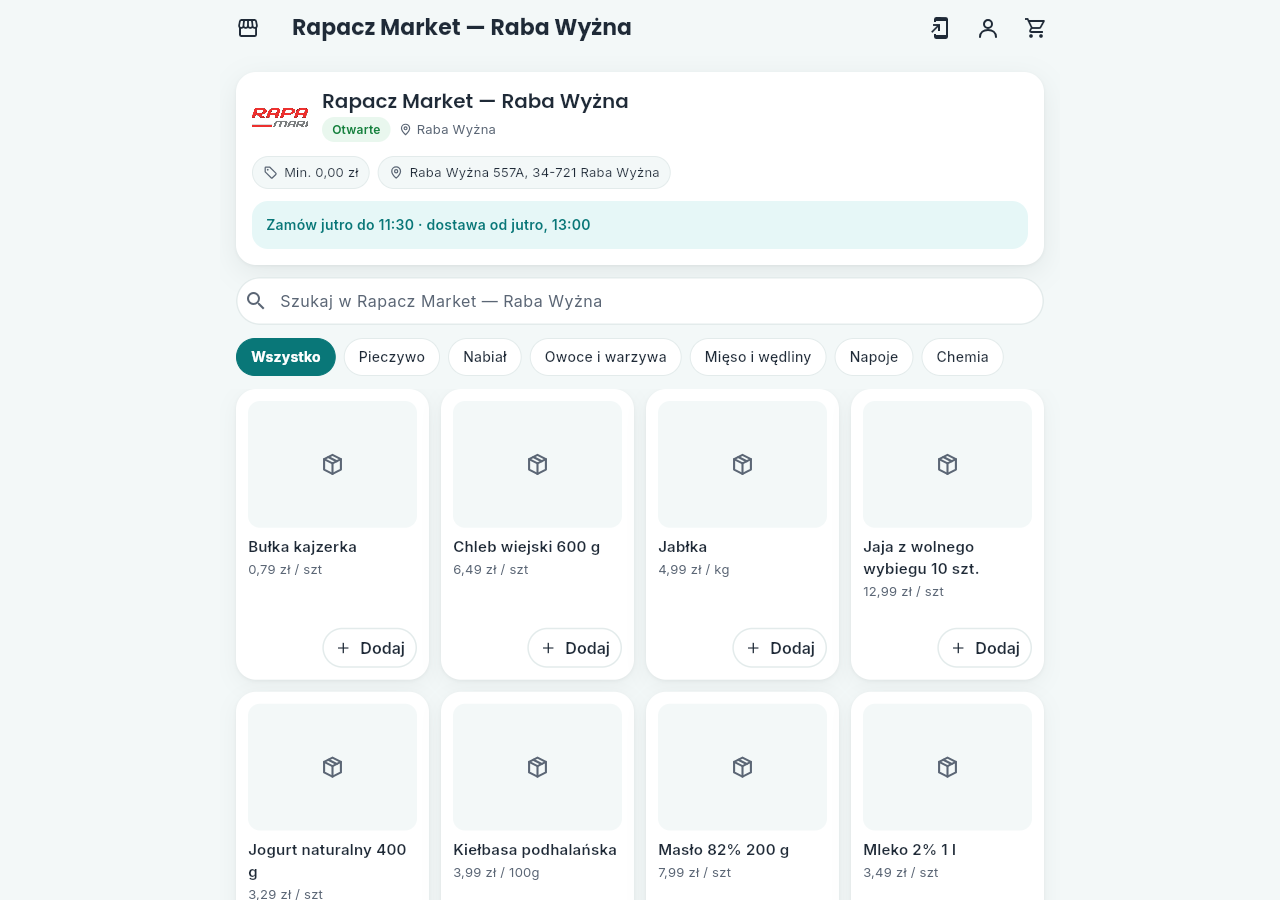 Rapacz Market — Raba Wyżna
RAPA
MARI
Rapacz Market — Raba Wyżna
Otwarte
Raba Wyżna
Min. 0,00 zł
Raba Wyżna 557A, 34-721 Raba Wyżna
Zamów jutro do 11:30 · dostawa od jutro, 13:00
Szukaj w Rapacz Market — Raba Wyżna
Wszystko
Pieczywo
Nabiał
Owoce i warzywa
Mięso i wędliny
Napoje
Chemia
Bułka kajzerka
0,79 zł / szt
Dodaj
Chleb wiejski 600 g
6,49 zł / szt
Dodaj
Jabłka
4,99 zł / kg
Dodaj
Jaja z wolnego
wybiegu 10 szt.
12,99 zł / szt
Dodaj
Jogurt naturalny 400
g
3,29 zł / szt
Kiełbasa podhalańska
3,99 zł / 100g
Masło 82% 200 g
7,99 zł / szt
Mleko 2% 1 l
3,49 zł / szt